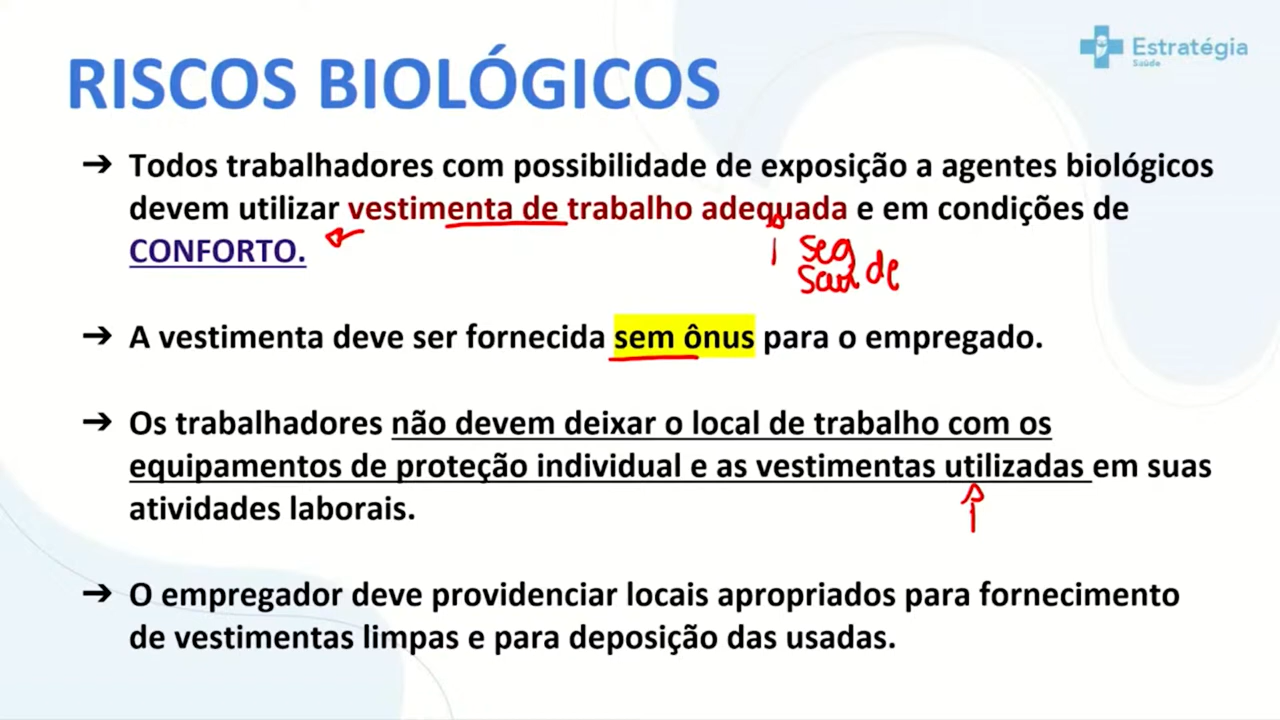 Estratégia
Saúde
RISCOS BIOLÓGICOS
➔ Todos trabalhadores com possibilidade de exposição a agentes biológicos
devem utilizar vestimenta de trabalho adequada e em condições de
CONFORTO.
seg
saúde
➔ A vestimenta deve ser fornecida sem ônus para o empregado.
➔ Os trabalhadores não devem deixar o local de trabalho com os
equipamentos de proteção individual e as vestimentas utilizadas em suas
atividades laborais.
➔ O empregador deve providenciar locais apropriados para fornecimento
de vestimentas limpas e para deposição das usadas.